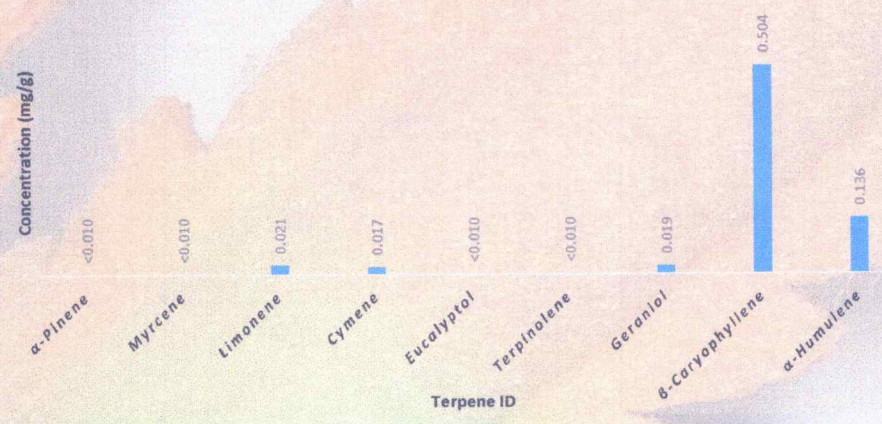 Concentration (mg/g)
<0.010
<0.010
0.021
0.017
<0.010
<0.010
0.019
0.504
0.136
α-Pinene
Myrcene
Limonene
Cymene
Eucalyptol
Terpinolene
Geraniol
β-Caryophyllene
α-Humulene
Terpene ID